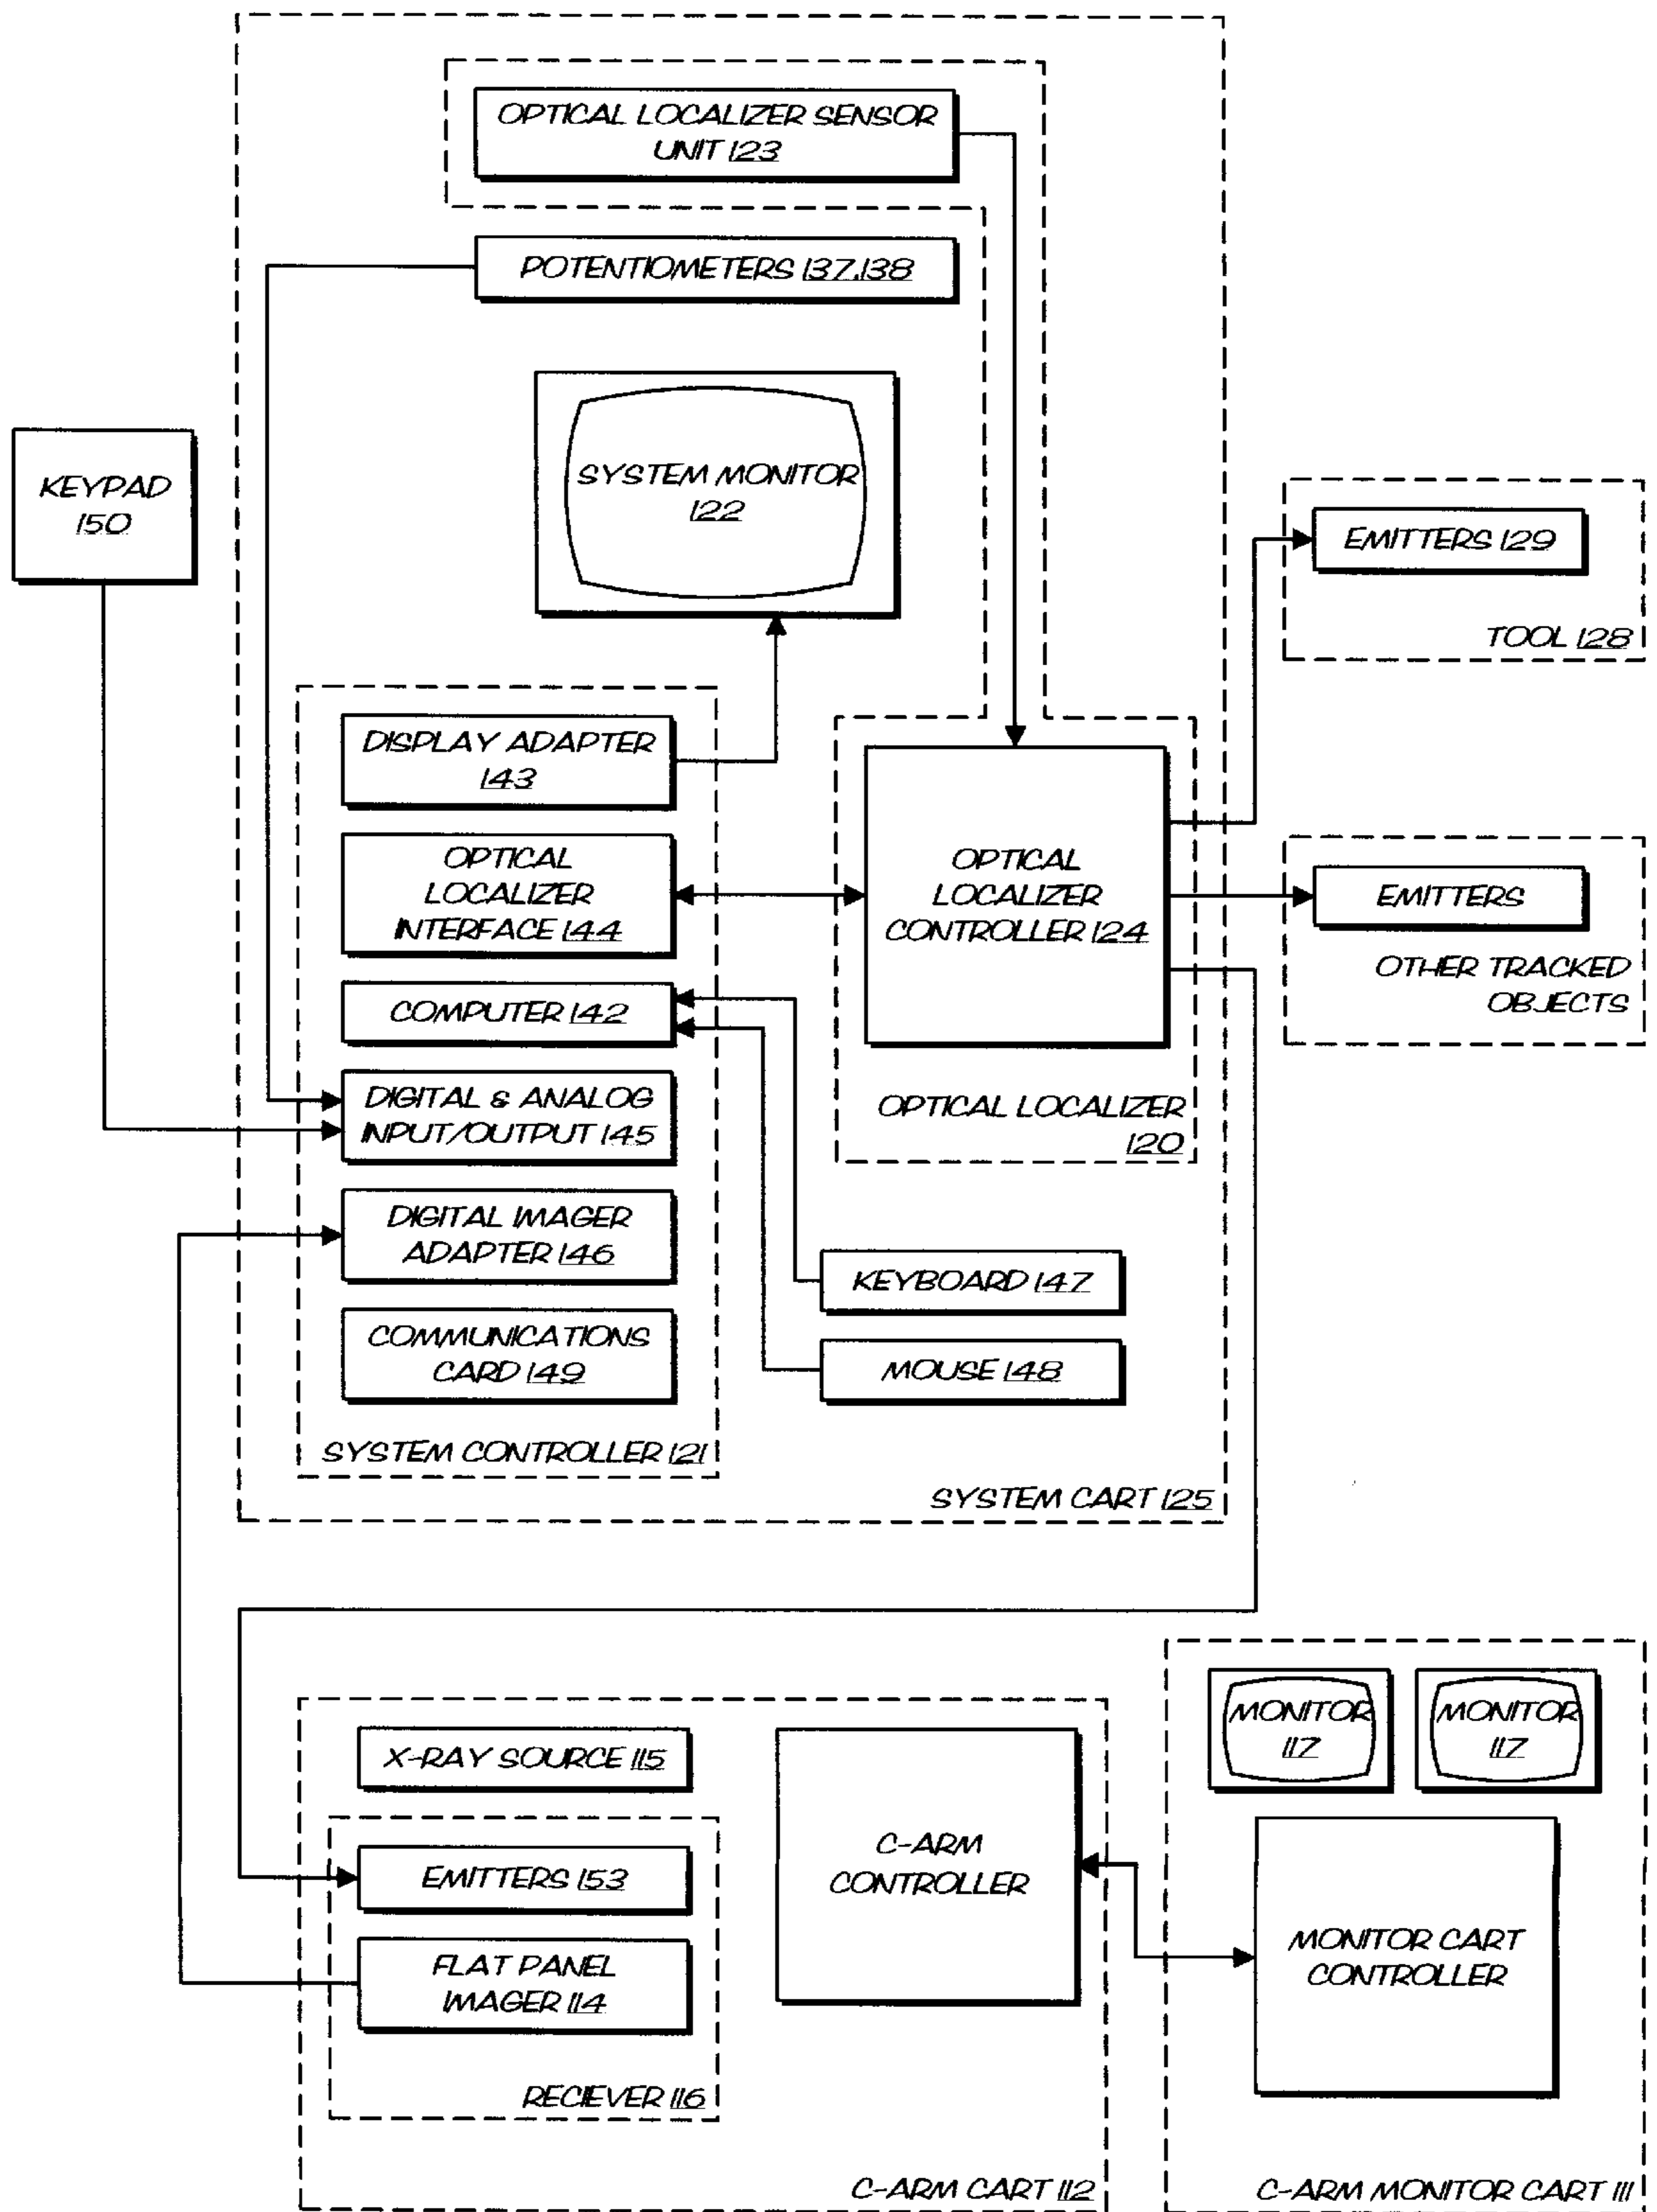 OPTICAL LOCALIZER SENSOR
UNIT 123
POTENTIOMETERS 137,138
SYSTEM MONITOR
122
KEYPAD
150
EMITTERS 129
TOOL 128
DISPLAY ADAPTER
143
OPTICAL
LOCALIZER
INTERFACE 144
OPTICAL
LOCALIZER
CONTROLLER 124
EMITTERS
OTHER TRACKED
OBJECTS
COMPUTER 142
DIGITAL & ANALOG
INPUT/OUTPUT 145
OPTICAL LOCALIZER
120
DIGITAL IMAGER
ADAPTER 146
KEYBOARD 147
COMMUNICATIONS
CARD 149
MOUSE 148
SYSTEM CONTROLLER 121
SYSTEM CART 125
X-RAY SOURCE 115
EMITTERS 153
FLAT PANEL
IMAGER 114
RECIEVER 116
C-ARM
CONTROLLER
C-ARM CART 112
MONITOR
117
MONITOR
117
MONITOR CART
CONTROLLER
C-ARM MONITOR CART 111